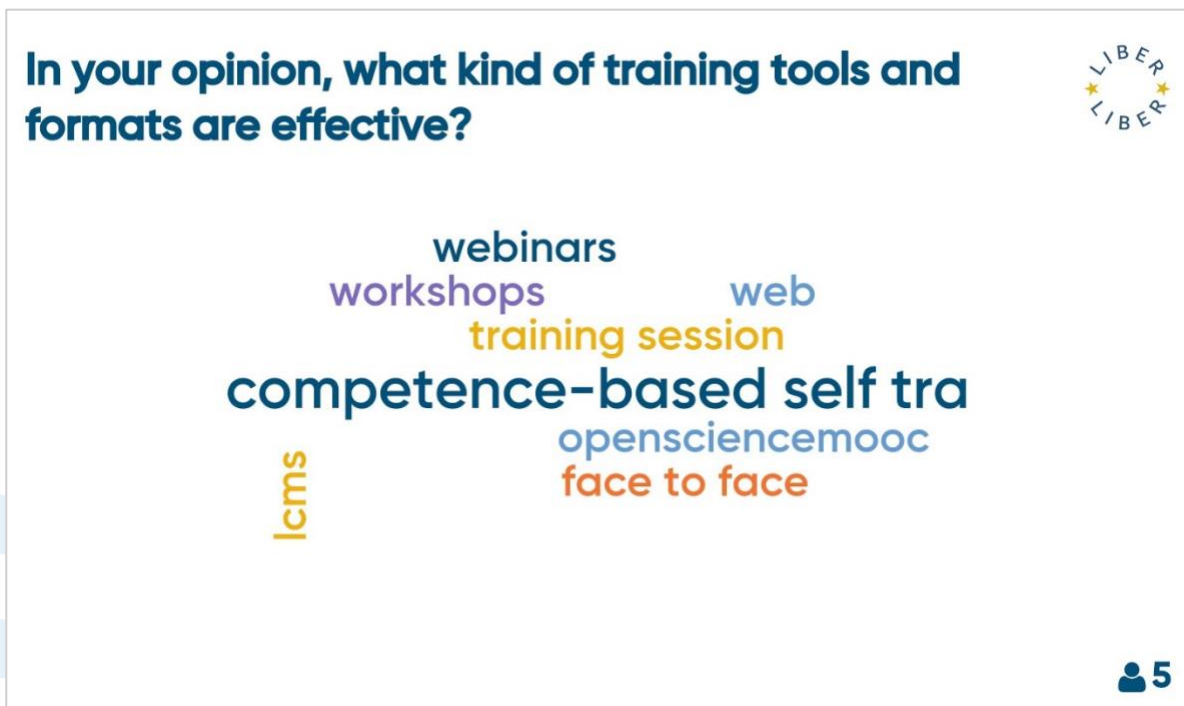 In your opinion, what kind of training tools and
formats are effective?
LIBER
LIBER
webinars
workshops
web
training session
competence-based self tra
opensciencemooc
face to face
lcms
5